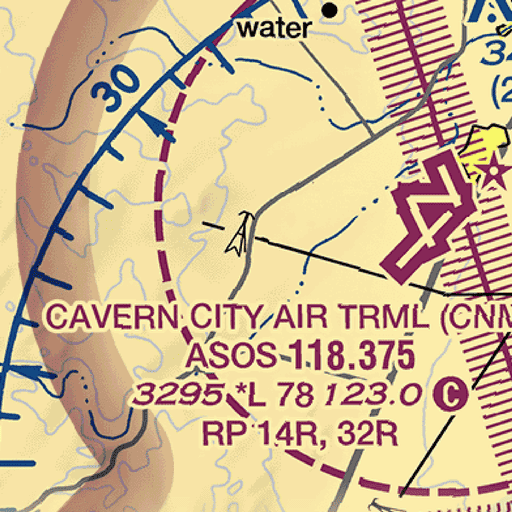 water
30
CAVERN CITY AIR TRML (CNM
ASOS 118.375
3295 *L 78 123.0 C
RP 14R, 32R